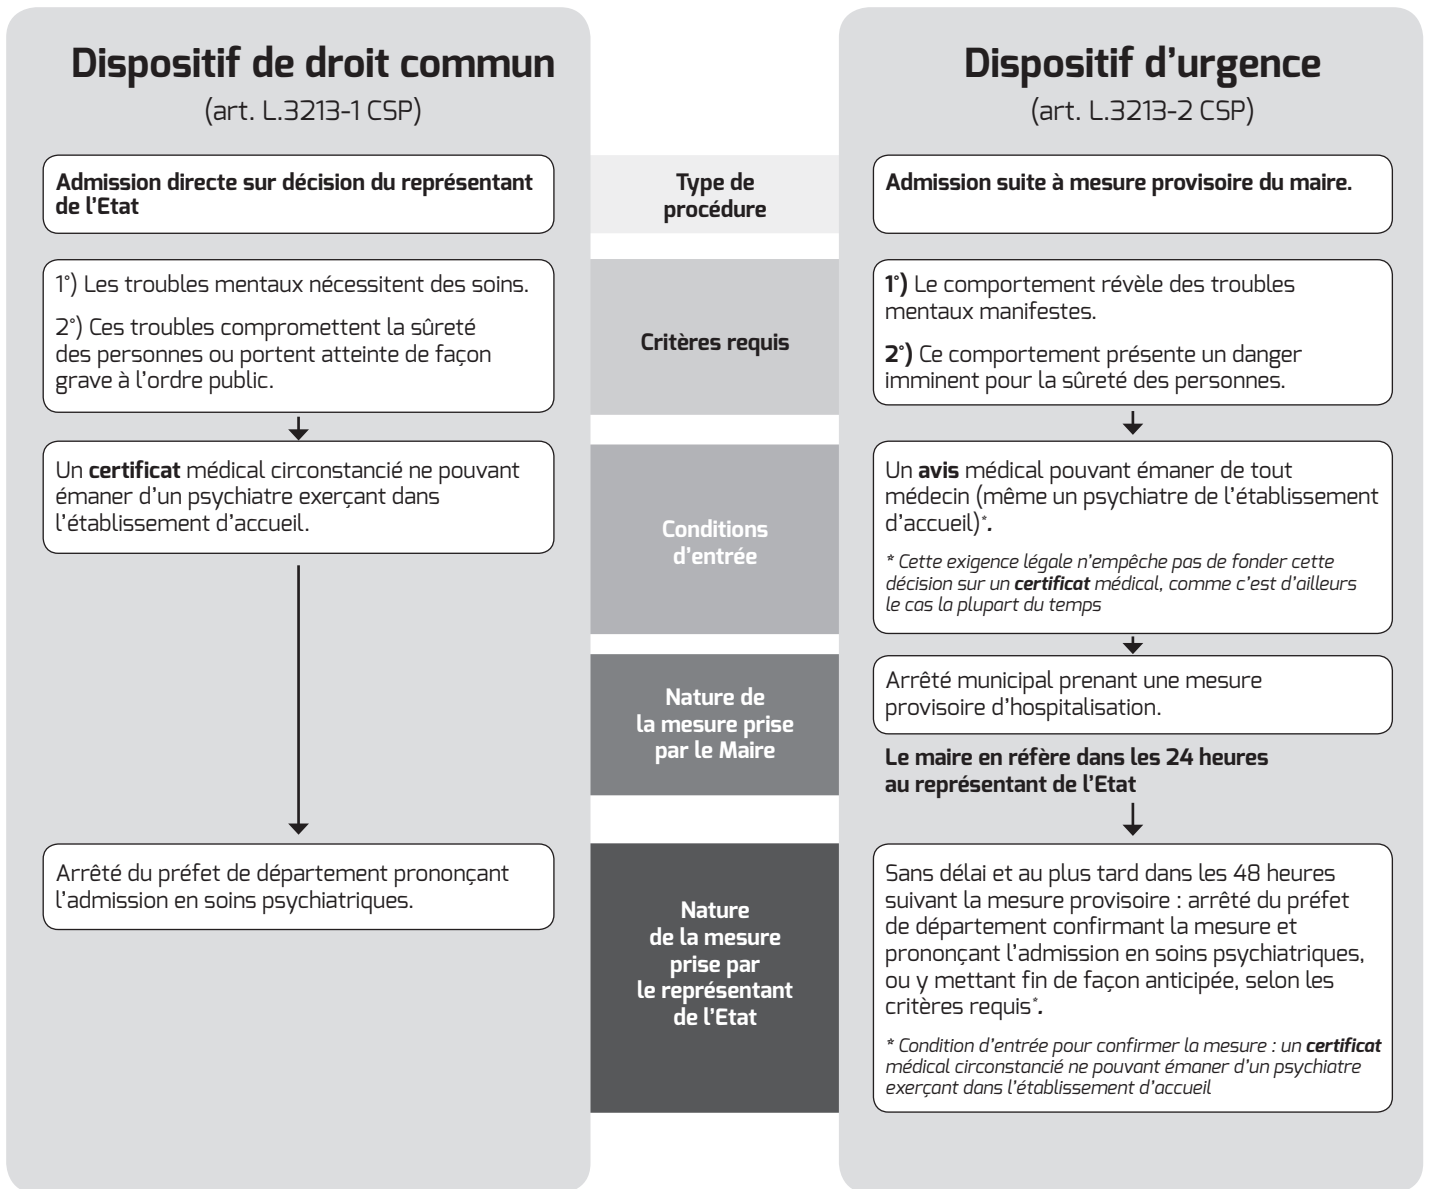 Dispositif de droit commun
(art. L.3213-1 CSP)
Dispositif d'urgence
(art. L.3213-2 CSP)
Admission directe sur décision du représentant
de l'Etat
Type de
procédure
Admission suite à mesure provisoire du maire.
1°) Les troubles mentaux nécessitent des soins.
2°) Ces troubles compromettent la sûreté
des personnes ou portent atteinte de façon
grave à l'ordre public.
Critères requis
1°) Le comportement révèle des troubles
mentaux manifestes.
2°) Ce comportement présente un danger
imminent pour la sûreté des personnes.
Un certificat médical circonstancié ne pouvant
émaner d'un psychiatre exerçant dans
l'établissement d'accueil.
Conditions
d'entrée
Un avis médical pouvant émaner de tout
médecin (même un psychiatre de l'établissement
d'accueil)*.
* Cette exigence légale n'empêche pas de fonder cette
décision sur un certificat médical, comme c'est d'ailleurs
le cas la plupart du temps
Nature de
la mesure prise
par le Maire
Arrêté municipal prenant une mesure
provisoire d'hospitalisation.
Le maire en réfère dans les 24 heures
au représentant de l'Etat
Arrêté du préfet de département prononçant
l'admission en soins psychiatriques.
Nature
de la mesure
prise par
le représentant
de l'Etat
Sans délai et au plus tard dans les 48 heures
suivant la mesure provisoire : arrêté du préfet
de département confirmant la mesure et
prononçant l'admission en soins psychiatriques,
ou y mettant fin de façon anticipée, selon les
critères requis*.
* Condition d'entrée pour confirmer la mesure : un certificat
médical circonstancié ne pouvant émaner d'un psychiatre
exerçant dans l'établissement d'accueil